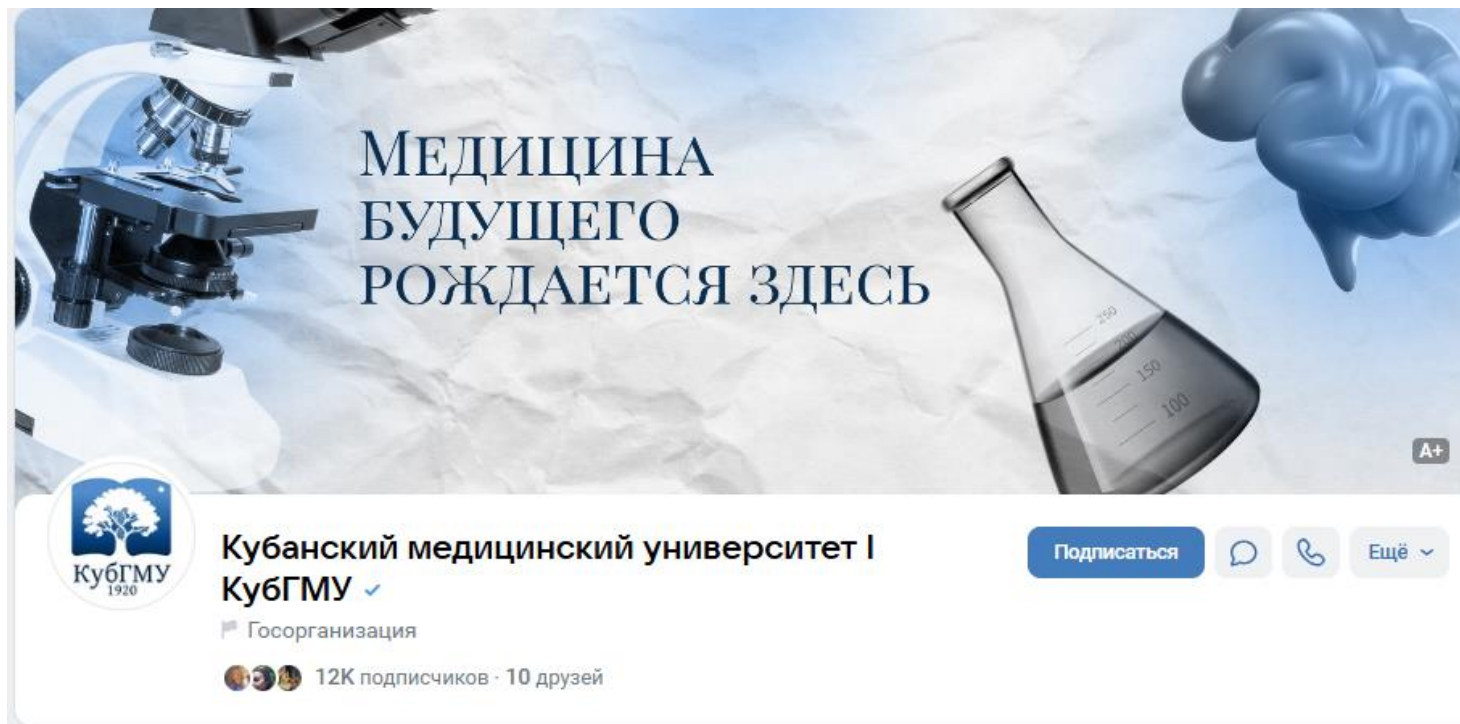 Медицина
будущего
рождается здесь
250
200
150
100
A+
КубГМУ
1920
Кубанский медицинский университет I
КубГМУ
Подписаться
Ещё
Госорганизация
12K подписчиков · 10 друзей